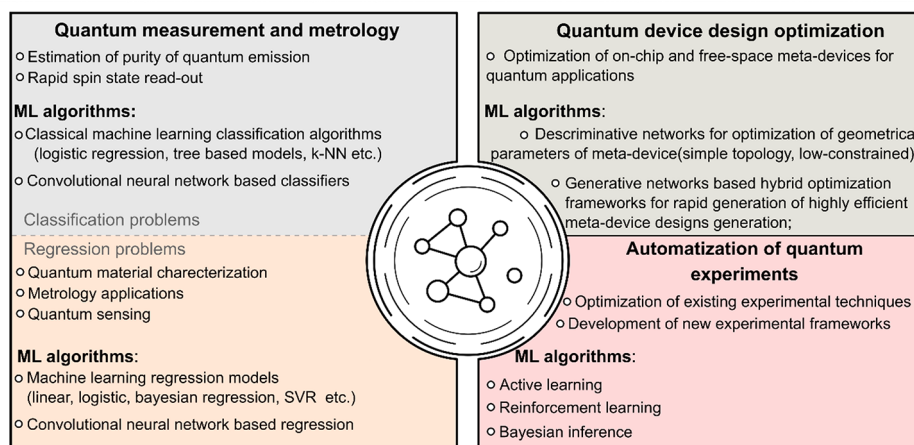 Quantum measurement and metrology
Estimation of purity of quantum emission
Rapid spin state read-out
ML algorithms:
Classical machine learning classification algorithms
(logistic regression, tree based models, k-NN etc.)
Convolutional neural network based classifiers
Classification problems
Regression problems
Quantum material charecterization
Metrology applications
Quantum sensing
ML algorithms:
Machine learning regression models
(linear, logistic, bayesian regression, SVR etc.)
Convolutional neural network based regression
Quantum device design optimization
Optimization of on-chip and free-space meta-devices for
quantum applications
ML algorithms:
Descriminative networks for optimization of geometrica
parameters of meta-device(simple topology, low-constrained)
Generative networks based hybrid optimization
frameworks for rapid generation of highly efficient
meta-device designs generation;
Automatization of quantum
experiments
Optimization of existing experimental techniques
Development of new experimental frameworks
ML algorithms:
Active learning
Reinforcement learning
Bayesian inference